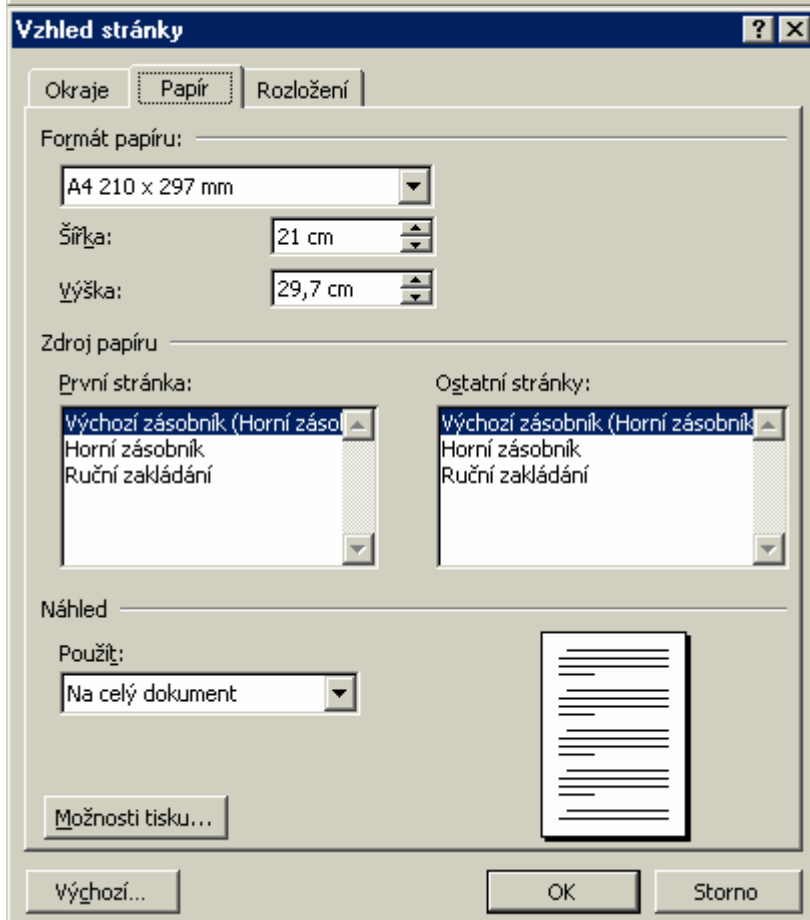 Vzhled stránky
Okraje Papír Rozložení
Formát papíru:
A4 210 x 297 mm
Šířka: 21 cm
Výška: 29,7 cm
Zdroj papíru
První stránka: Ostatní stránky:
Výchozí zásobník (Horní zásol Výchozí zásobník (Horní zásobník
Horní zásobník Horní zásobník
Ruční zakládání Ruční zakládání
Náhled
Použít:
Na celý dokument
Možnosti tisku...
Výchozí... OK Storno